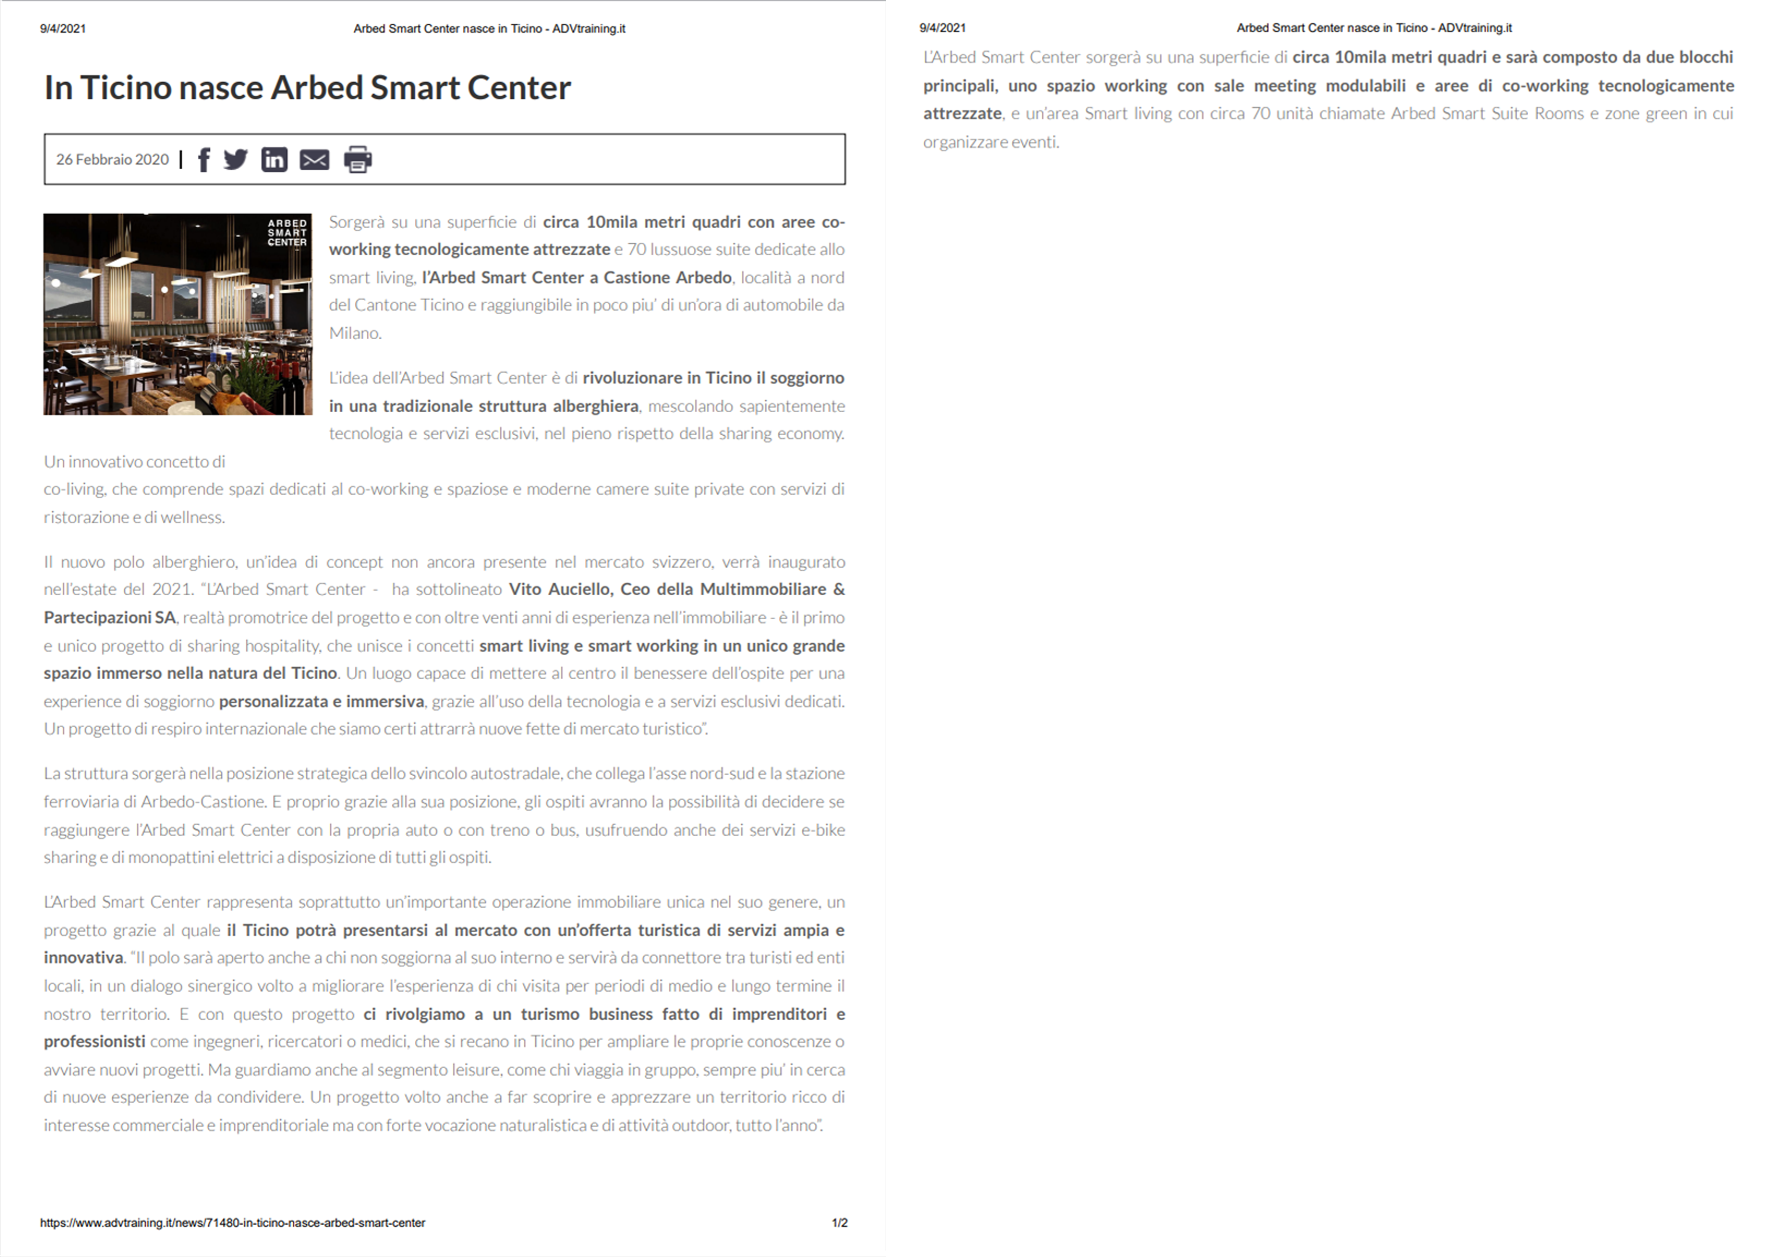 9/4/2021
Arbed Smart Center nasce in Ticino - ADVtraining.it
In Ticino nasce Arbed Smart Center
26 Febbraio 2020
ARBED
SMART
CENTER
Sorgerà su una superficie di circa 10mila metri quadri con aree co-
working tecnologicamente attrezzate e 70 lussuose suite dedicate allo
smart living, l’Arbed Smart Center a Castione Arbedo, località a nord
del Cantone Ticino e raggiungibile in poco piu’ di un’ora di automobile da
Milano.
L’idea dell’Arbed Smart Center è di rivoluzionare in Ticino il soggiorno
in una tradizionale struttura alberghiera, mescolando sapientemente
tecnologia e servizi esclusivi, nel pieno rispetto della sharing economy.
Un innovativo concetto di
co-living, che comprende spazi dedicati al co-working e spaziose e moderne camere suite private con servizi di
ristorazione e di wellness.
Il nuovo polo alberghiero, un’idea di concept non ancora presente nel mercato svizzero, verrà inaugurato
nell’estate del 2021. “L’Arbed Smart Center - ha sottolineato Vito Auciello, Ceo della Multimmobiliare &
Partecipazioni SA, realtà promotrice del progetto e con oltre venti anni di esperienza nell’immobiliare - è il primo
e unico progetto di sharing hospitality, che unisce i concetti smart living e smart working in un unico grande
spazio immerso nella natura del Ticino. Un luogo capace di mettere al centro il benessere dell’ospite per una
experience di soggiorno personalizzata e immersiva, grazie all’uso della tecnologia e a servizi esclusivi dedicati.
Un progetto di respiro internazionale che siamo certi attrarrà nuove fette di mercato turistico”.
La struttura sorgerà nella posizione strategica dello svincolo autostradale, che collega l’asse nord-sud e la stazione
ferroviaria di Arbedo-Castione. E proprio grazie alla sua posizione, gli ospiti avranno la possibilità di decidere se
raggiungere l’Arbed Smart Center con la propria auto o con treno o bus, usufruendo anche dei servizi e-bike
sharing e di monopattini elettrici a disposizione di tutti gli ospiti.
L’Arbed Smart Center rappresenta soprattutto un’importante operazione immobiliare unica nel suo genere, un
progetto grazie al quale il Ticino potrà presentarsi al mercato con un’offerta turistica di servizi ampia e
innovativa. “Il polo sarà aperto anche a chi non soggiorna al suo interno e servirà da connettore tra turisti ed enti
locali, in un dialogo sinergico volto a migliorare l’esperienza di chi visita per periodi di medio e lungo termine il
nostro territorio. E con questo progetto ci rivolgiamo a un turismo business fatto di imprenditori e
professionisti come ingegneri, ricercatori o medici, che si recano in Ticino per ampliare le proprie conoscenze o
avviare nuovi progetti. Ma guardiamo anche al segmento leisure, come chi viaggia in gruppo, sempre piu’ in cerca
di nuove esperienze da condividere. Un progetto volto anche a far scoprire e apprezzare un territorio ricco di
interesse commerciale e imprenditoriale ma con forte vocazione naturalistica e di attività outdoor, tutto l’anno”.
https://www.advtraining.it/news/71480-in-ticino-nasce-arbed-smart-center
1/2
9/4/2021
Arbed Smart Center nasce in Ticino - ADVtraining.it
L’Arbed Smart Center sorgerà su una superficie di circa 10mila metri quadri e sarà composto da due blocchi
principali, uno spazio working con sale meeting modulabili e aree di co-working tecnologicamente
attrezzate, e un’area Smart living con circa 70 unità chiamate Arbed Smart Suite Rooms e zone green in cui
organizzare eventi.